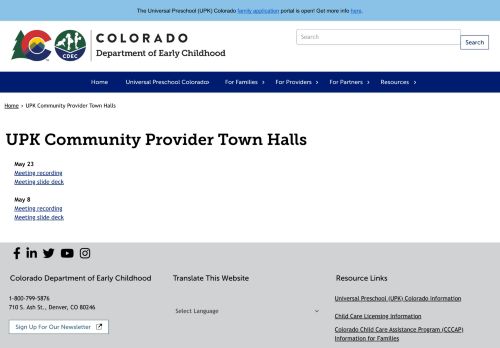 The Universal Preschool (UPK) Colorado family application portal is open! Get more info here.
COLORADO
Department of Early Childhood
CDEC
Search
Search
Home
Universal Preschool Colorado
For Families
For Providers
For Partners
Resources
Home › UPK Community Provider Town Halls
UPK Community Provider Town Halls
May 23
Meeting recording
Meeting slide deck
May 8
Meeting recording
Meeting slide deck
Colorado Department of Early Childhood
1-800-799-5876
710 S. Ash St., Denver, CO 80246
Sign Up For Our Newsletter
Translate This Website
Select Language
Resource Links
Universal Preschool (UPK) Colorado Information
Child Care Licensing Information
Colorado Child Care Assistance Program (CCCAP)
Information for Families